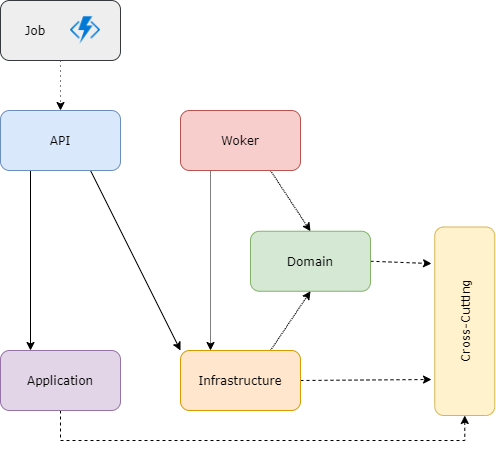 Job
API
Woker
Domain
Cross-Cutting
Application
Infrastructure